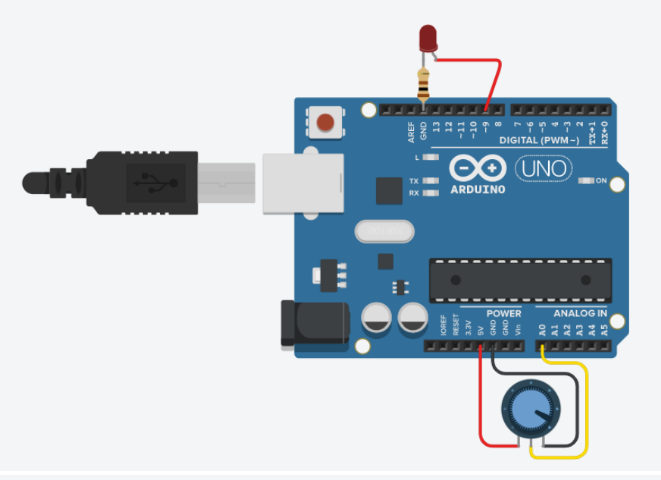 AREF
GND
13
12
~11
~10
~9
8
7
~6
~5
4
~3
2
TX→1
RX←0
DIGITAL (PWM~)
L
TX
RX
ARDUINO
UNO
ON
POWER
ANALOG IN
IOREF
RESET
3.3V
5V
GND
GND
Vin
A0
A1
A2
A3
A4
A5